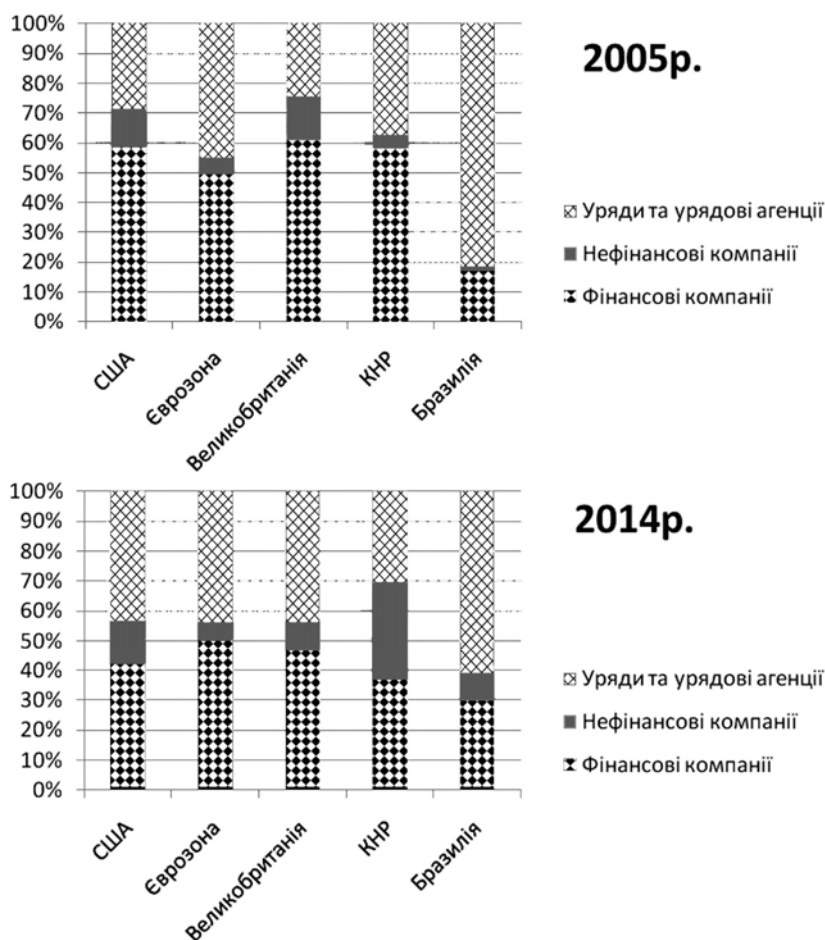 100%
90%
80%
70%
60%
50%
40%
30%
20%
10%
0%
США
Єврозона
Великобританія
КНР
Бразилія
2005р.
Уряди та урядові агенції
Нефінансові компанії
Фінансові компанії
100%
90%
80%
70%
60%
50%
40%
30%
20%
10%
0%
США
Єврозона
Великобританія
КНР
Бразилія
2014р.
Уряди та урядові агенції
Нефінансові компанії
Фінансові компанії